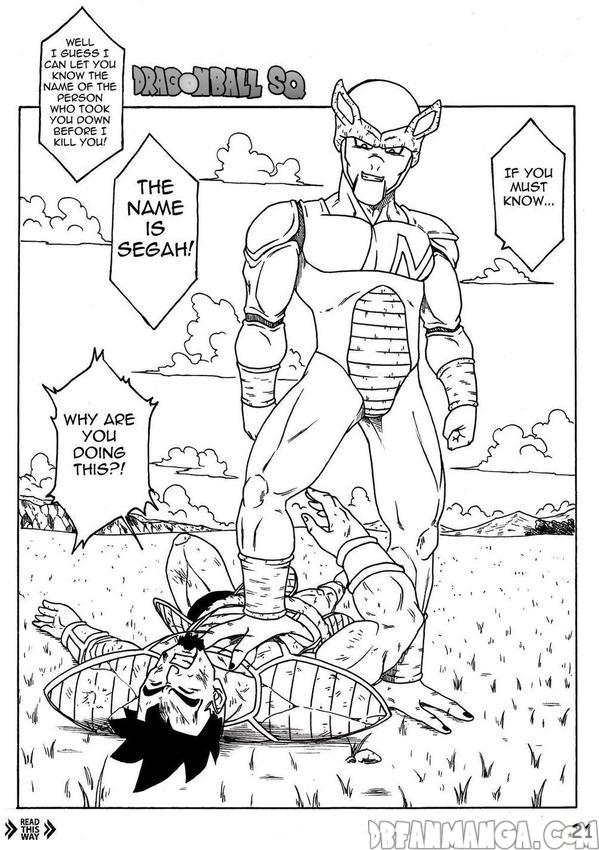 WELL
I GUESS I
CAN LET YOU
KNOW THE
NAME OF THE
PERSON
WHO TOOK
YOU DOWN
BEFORE I
KILL YOU!
DRAGONBALL SQ
IF YOU
MUST
KNOW...
THE
NAME
IS
SEGAH!
N
WHY ARE
YOU
DOING
THIS?!
READ
THIS
WAY
21
DBFANMANGA.COM